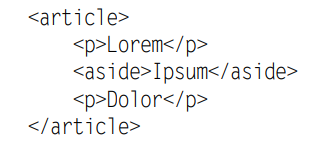 <article>
    <p>Lorem</p>
    <aside>Ipsum</aside>
    <p>Dolor</p>
</article>